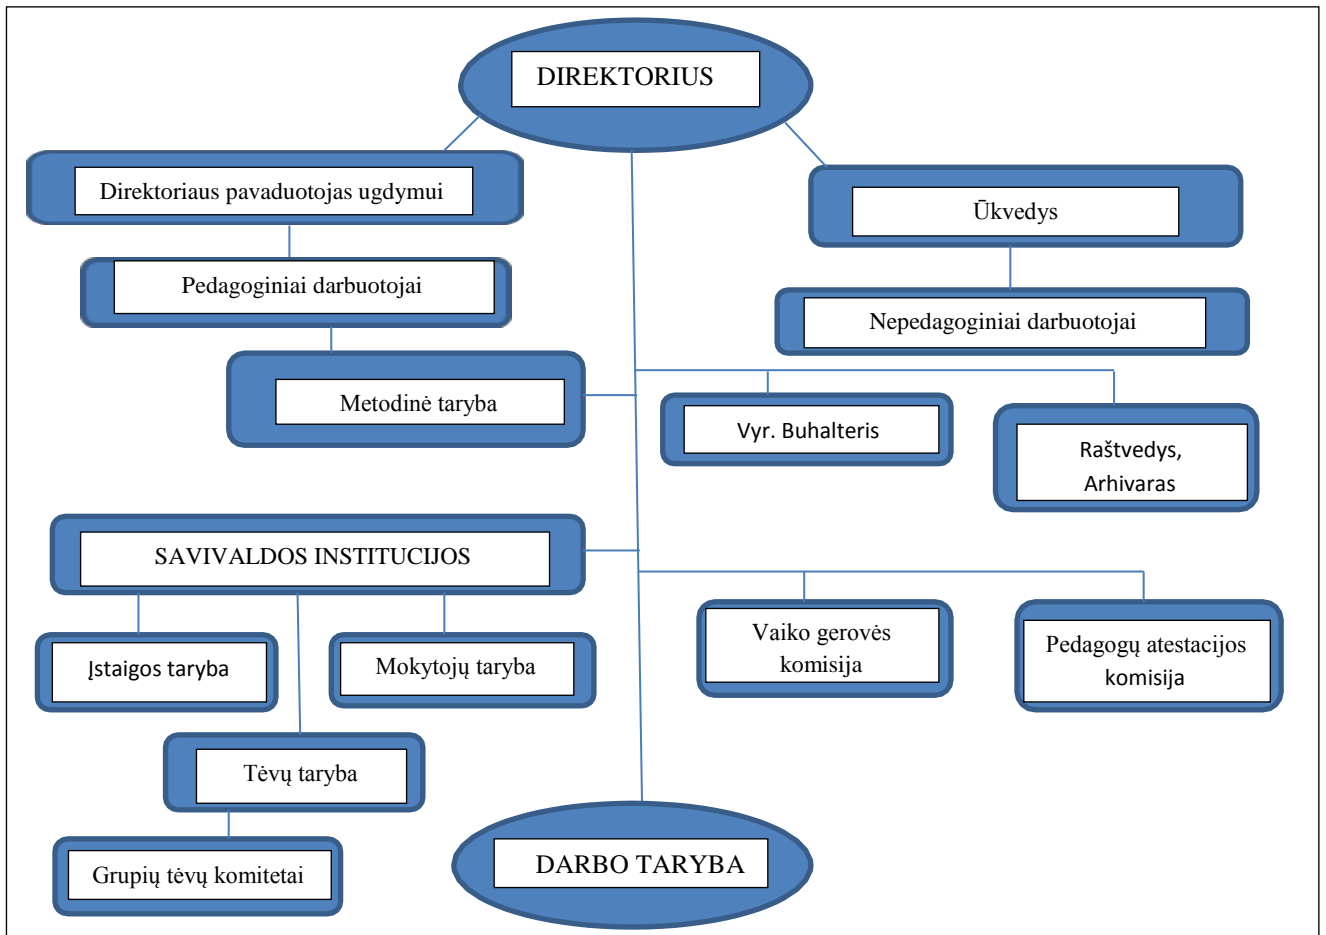 DIREKTORIUS
Direktoriaus pavaduotojas ugdymui
Ūkvedys
Pedagoginiai darbuotojai
Nepedagoginiai darbuotojai
Metodinė taryba
Vyr. Buhalteris
Raštvedys,
Arhivaras
SAVIVALDOS INSTITUCIJOS
Įstaigos taryba
Mokytojų taryba
Vaiko gerovės
komisija
Pedagogų atestacijos
komisija
Tėvų taryba
Grupių tėvų komitetai
DARBO TARYBA